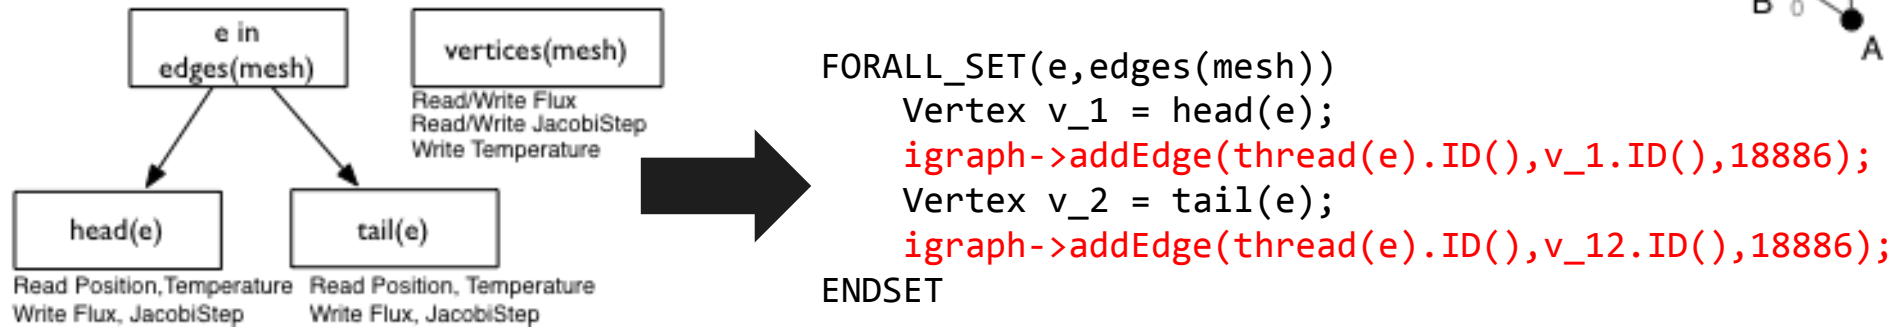 e in
edges(mesh)
vertices(mesh)
Read/Write Flux
Read/Write JacobiStep
Write Temperature
head(e)
tail(e)
Read Position,Temperature
Write Flux, JacobiStep
Read Position, Temperature
Write Flux, JacobiStep
FORALL_SET(e,edges(mesh))
Vertex v_1 = head(e);
igraph->addEdge(thread(e).ID(),v_1.ID(),18886);
Vertex v_2 = tail(e);
igraph->addEdge(thread(e).ID(),v_12.ID(),18886);
ENDSET
B 0
A